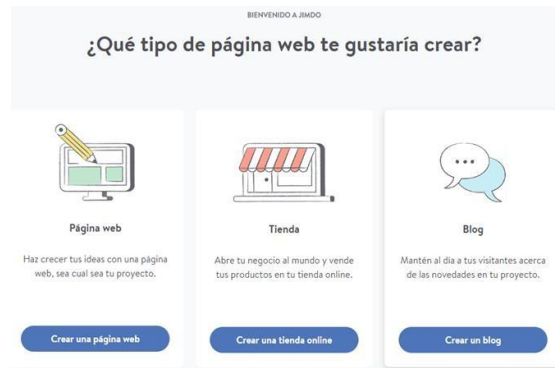 BIENVENIDO A JIMDO
¿Qué tipo de página web te gustaría crear?
Página web
Haz crecer tus ideas con una página
web, sea cual sea tu proyecto.
Crear una página web
Tienda
Abre tu negocio al mundo y vende
tus productos en tu tienda online.
Crear una tienda online
Blog
Mantén al día a tus visitantes acerca
de las novedades en tu proyecto.
Crear un blog